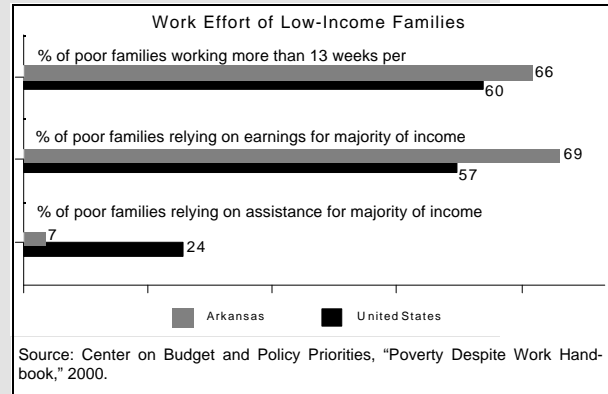 Work Effort of Low-Income Families
% of poor families working more than 13 weeks per
66
60
% of poor families relying on earnings for majority of income
69
57
% of poor families relying on assistance for majority of income
7
24
Arkansas United States
Source: Center on Budget and Policy Priorities, “Poverty Despite Work Hand-
book,” 2000.